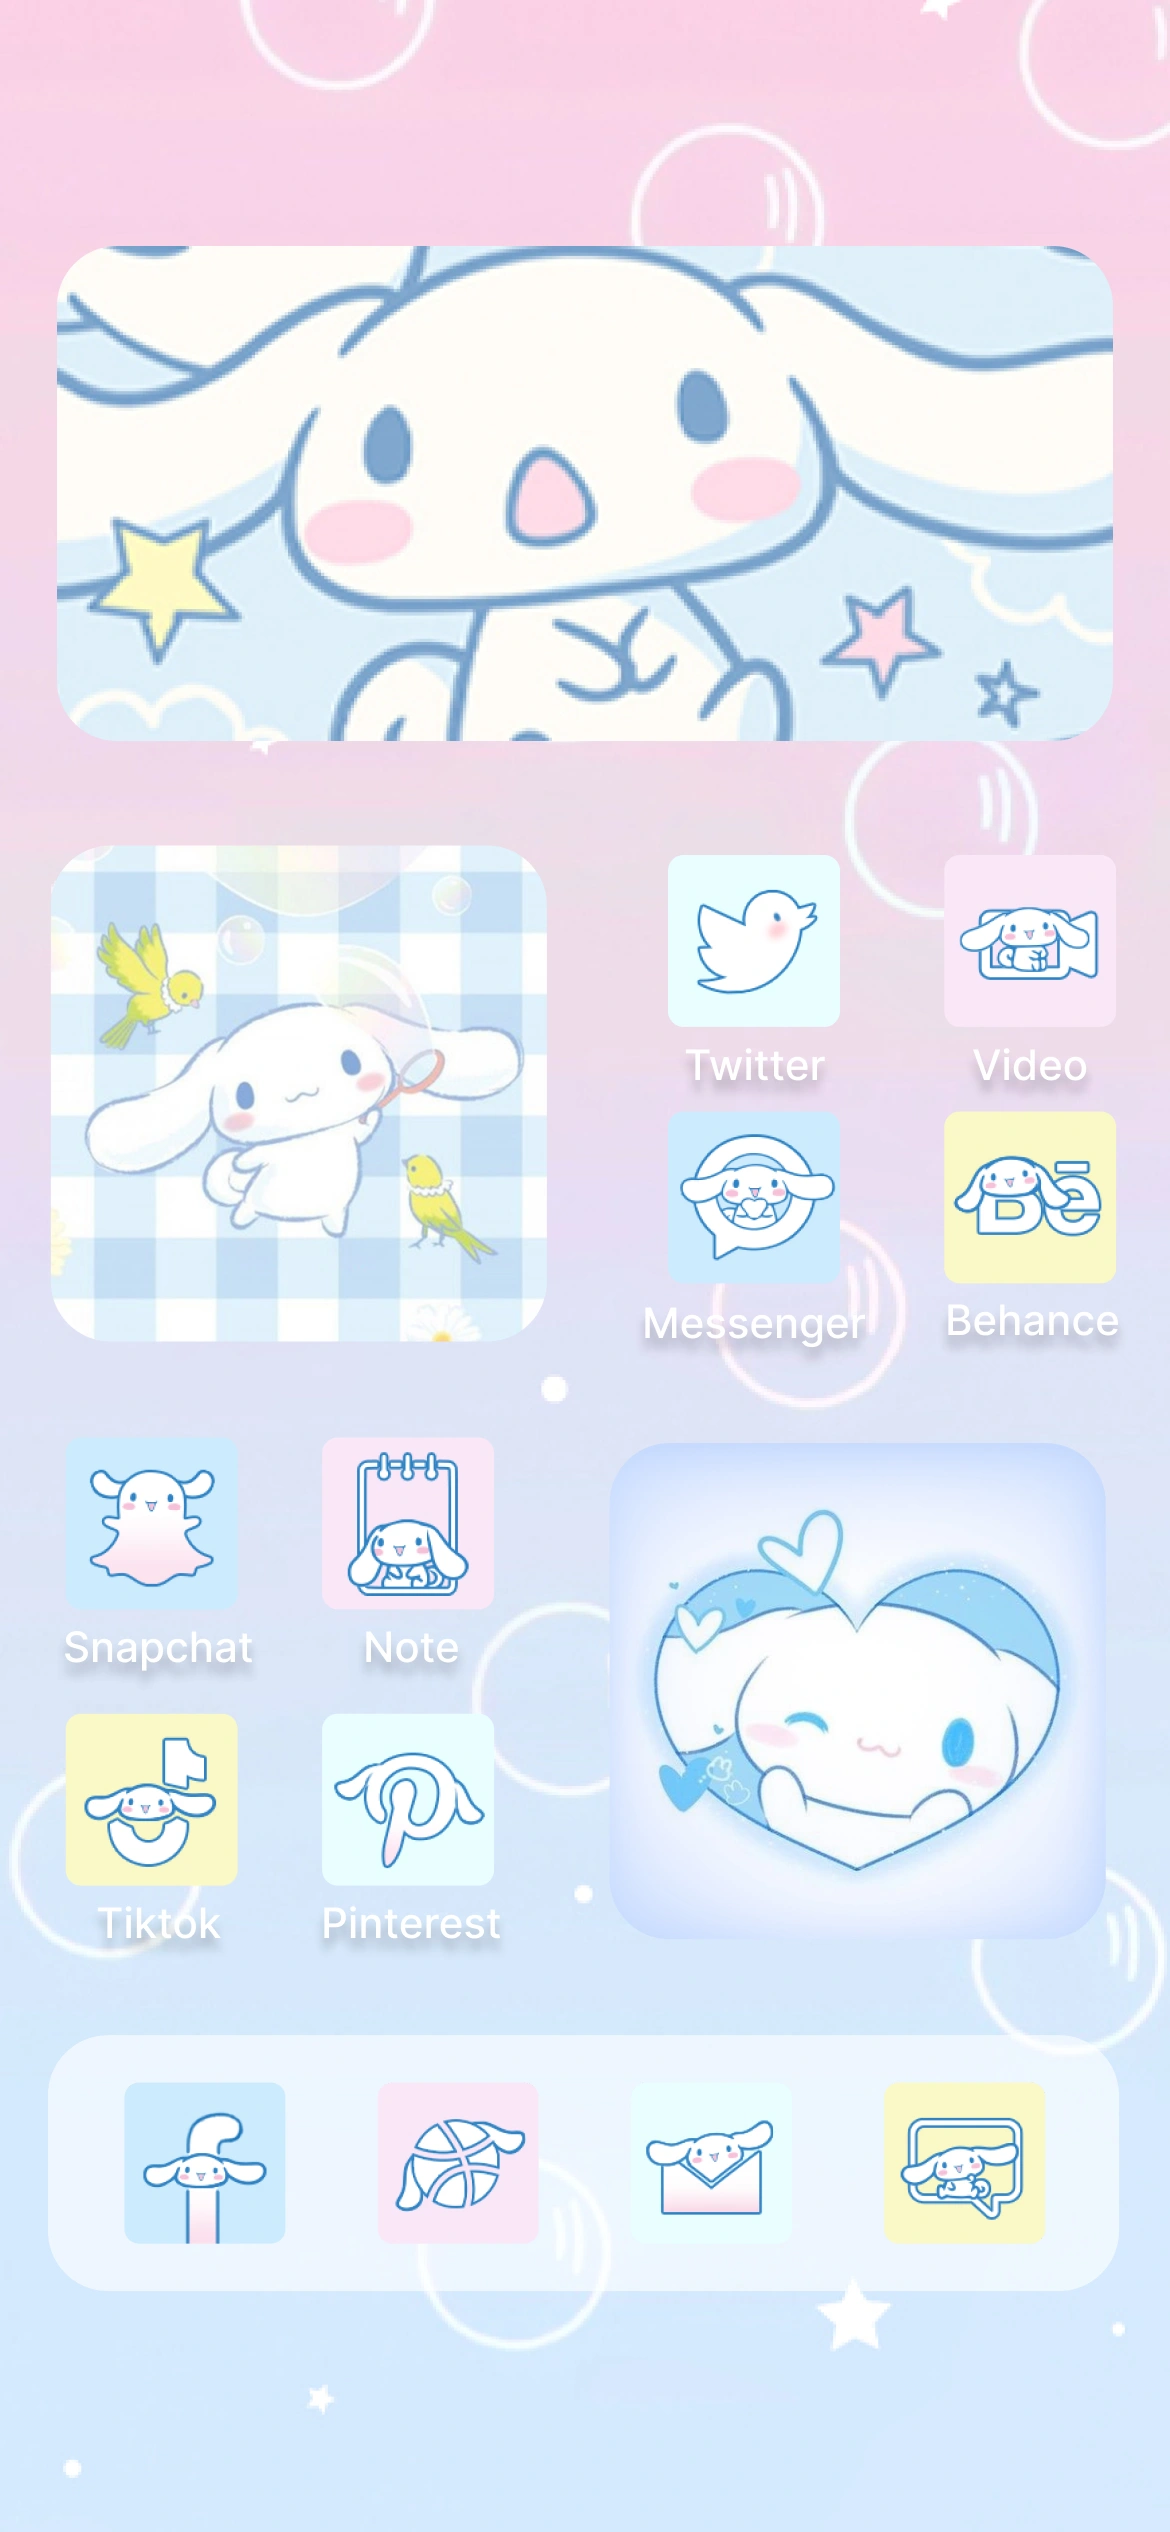 Twitter
Video
Messenger
Behance
Snapchat
Note
Tiktok
Pinterest